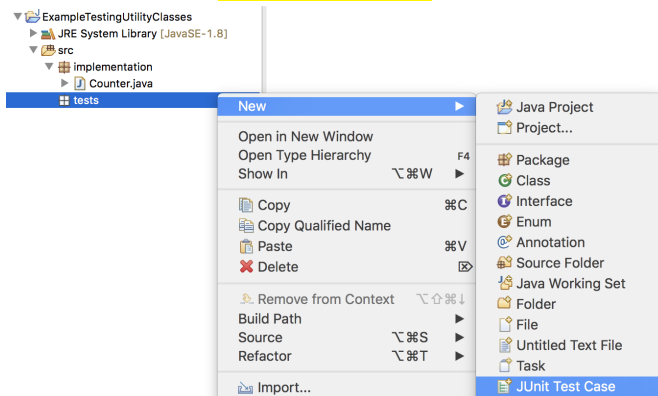 ExampleTestingUtilityClasses
JRE System Library [JavaSE-1.8]
src
implementation
Counter.java
tests
New
Open in New Window
Open Type Hierarchy F4
Show In ⌥⌘W
Copy ⌘C
Copy Qualified Name
Paste ⌘V
Delete ⌦
Remove from Context ⌥⇧⌘↓
Build Path
Source ⌥⌘S
Refactor ⌥⌘T
Import...
Java Project
Project...
Package
Class
Interface
Enum
Annotation
Source Folder
Java Working Set
Folder
File
Untitled Text File
Task
JUnit Test Case